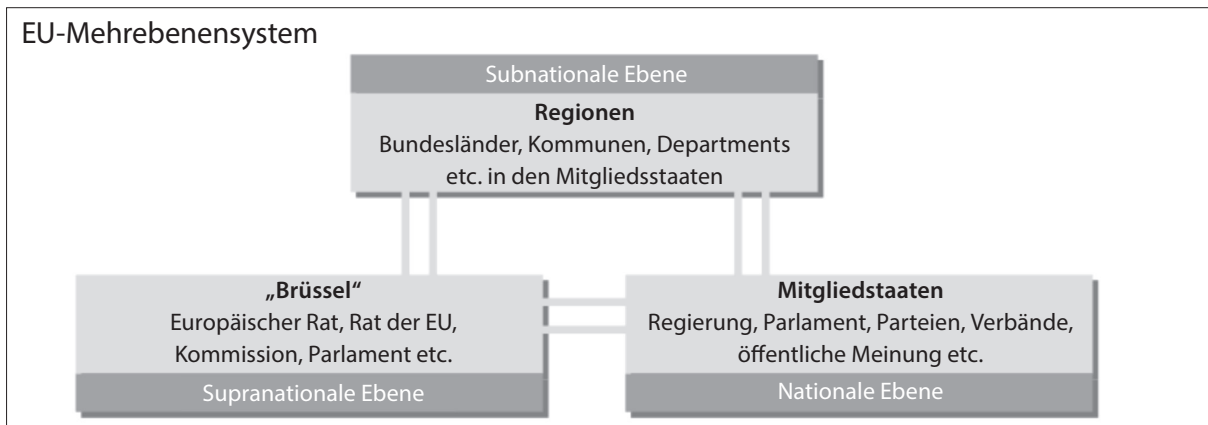 EU-Mehrebenensystem
Subnationale Ebene
Regionen
Bundesländer, Kommunen, Departments
etc. in den Mitgliedsstaaten
„Brüssel“
Europäischer Rat, Rat der EU,
Kommission, Parlament etc.
Supranationale Ebene
Mitgliedstaaten
Regierung, Parlament, Parteien, Verbände,
öffentliche Meinung etc.
Nationale Ebene